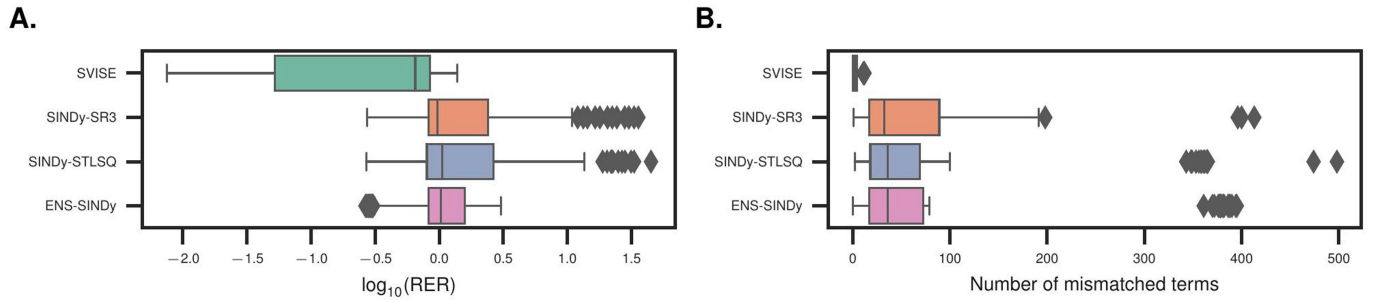 A.
SVISE
SINDy-SR3
SINDy-STLSQ
ENS-SINDy
−2.0 −1.5 −1.0 −0.5 0.0 0.5 1.0 1.5
log10(RER)
B.
SVISE
SINDy-SR3
SINDy-STLSQ
ENS-SINDy
0 100 200 300 400 500
Number of mismatched terms